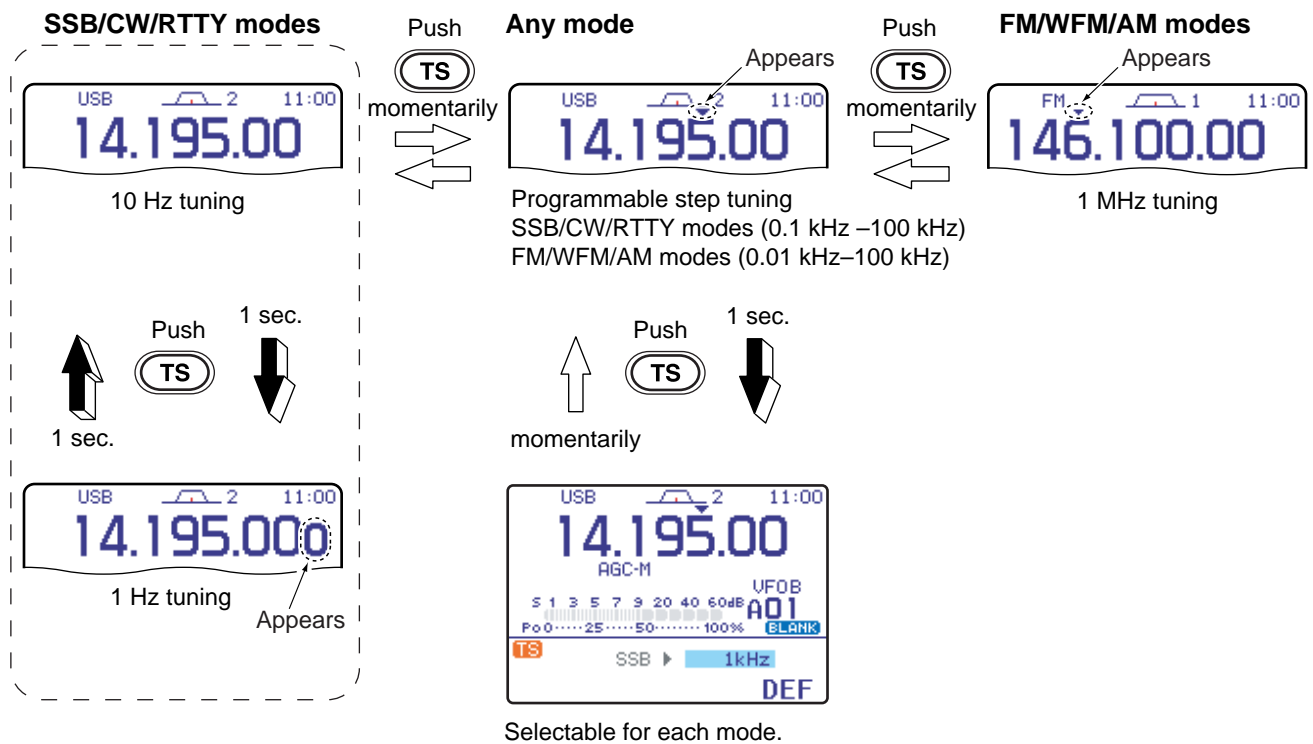 SSB/CW/RTTY modes
Push
TS
momentarily
Any mode
Appears
Push
TS
momentarily
FM/WFM/AM modes
Appears
USB 2 11:00
14.195.00
10 Hz tuning
USB 2 11:00
14.195.00
Programmable step tuning
SSB/CW/RTTY modes (0.1 kHz –100 kHz)
FM/WFM/AM modes (0.01 kHz–100 kHz)
FM 1 11:00
146.100.00
1 MHz tuning
Push
TS
1 sec.
1 sec.
Push
TS
1 sec.
momentarily
USB 2 11:00
14.195.000
1 Hz tuning
Appears
USB 2 11:00
14.195.00
AGC-M
VFOB
S 1 3 5 7 9 20 40 60dB
A01
Po0·····25·····50········100%
BLANK
TS
SSB ▶ 1kHz
DEF
Selectable for each mode.